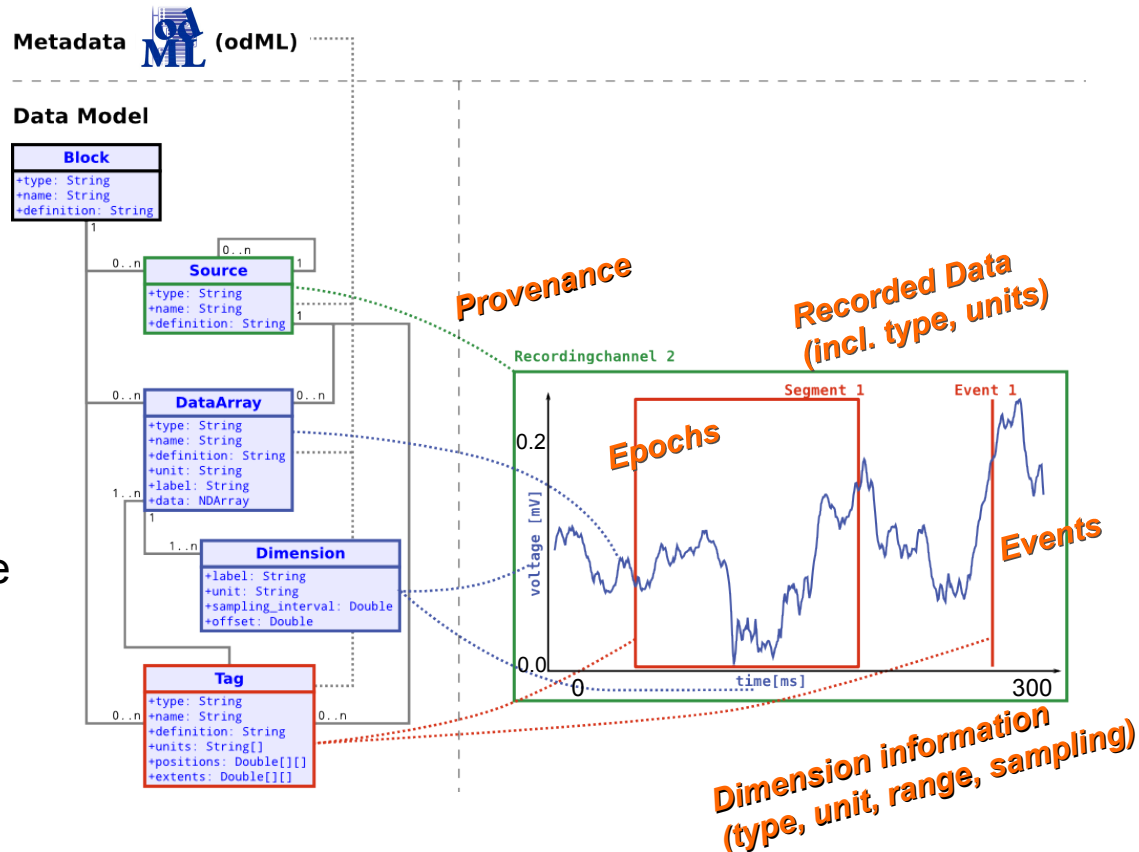 Metadata odML (odML)
Data Model
Block
+type: String
+name: String
+definition: String
1
0..n
0..n
1
Source
+type: String
+name: String
+definition: String
1
0..n
0..n
DataArray
+type: String
+name: String
+definition: String
+unit: String
+label: String
+data: NDArray
1..n
1
1..n
Dimension
+label: String
+unit: String
+sampling_interval: Double
+offset: Double
e
Tag
+type: String
+name: String
+definition: String
+units: String[]
+positions: Double[][]
+extents: Double[][]
0..n
0..n
Provenance
Recorded Data
(incl. type, units)
Recordingchannel 2
Segment 1
Event 1
Epochs
Events
0.2
voltage [mV]
0.0
0
time[ms]
300
Dimension information
(type, unit, range, sampling)